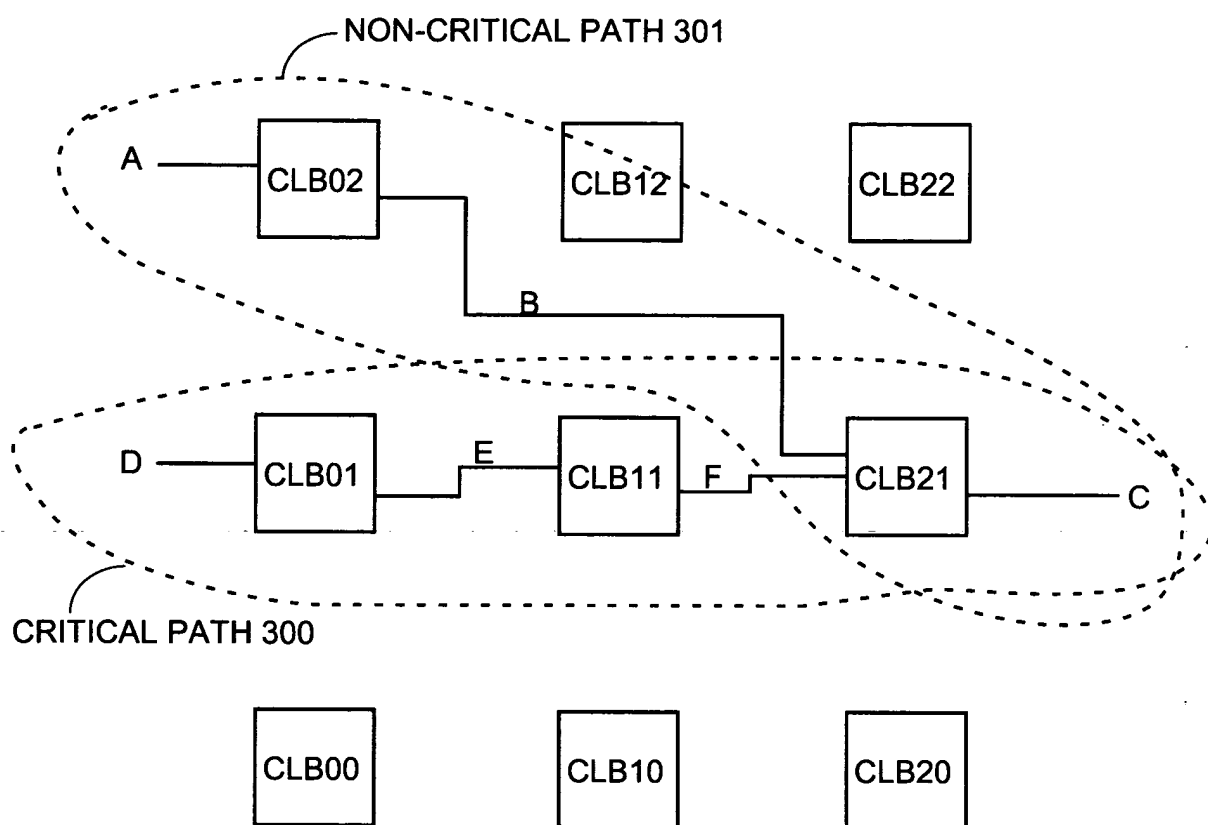 NON-CRITICAL PATH 301
A
CLB02
CLB12
CLB22
B
D
CLB01
E
CLB11
F
CLB21
C
CRITICAL PATH 300
CLB00
CLB10
CLB20